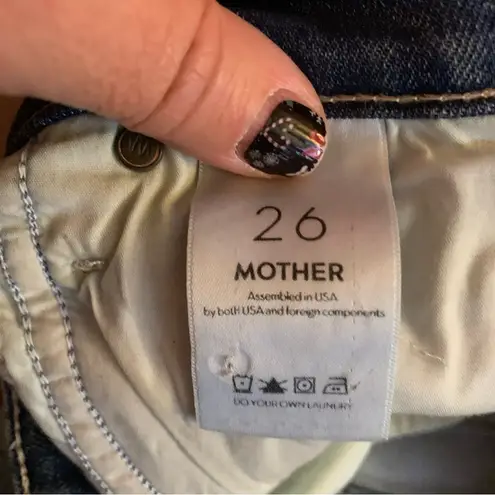 M
26
MOTHER
Assembled in USA
by both USA and foreign components
DO YOUR OWN LAUNDRY